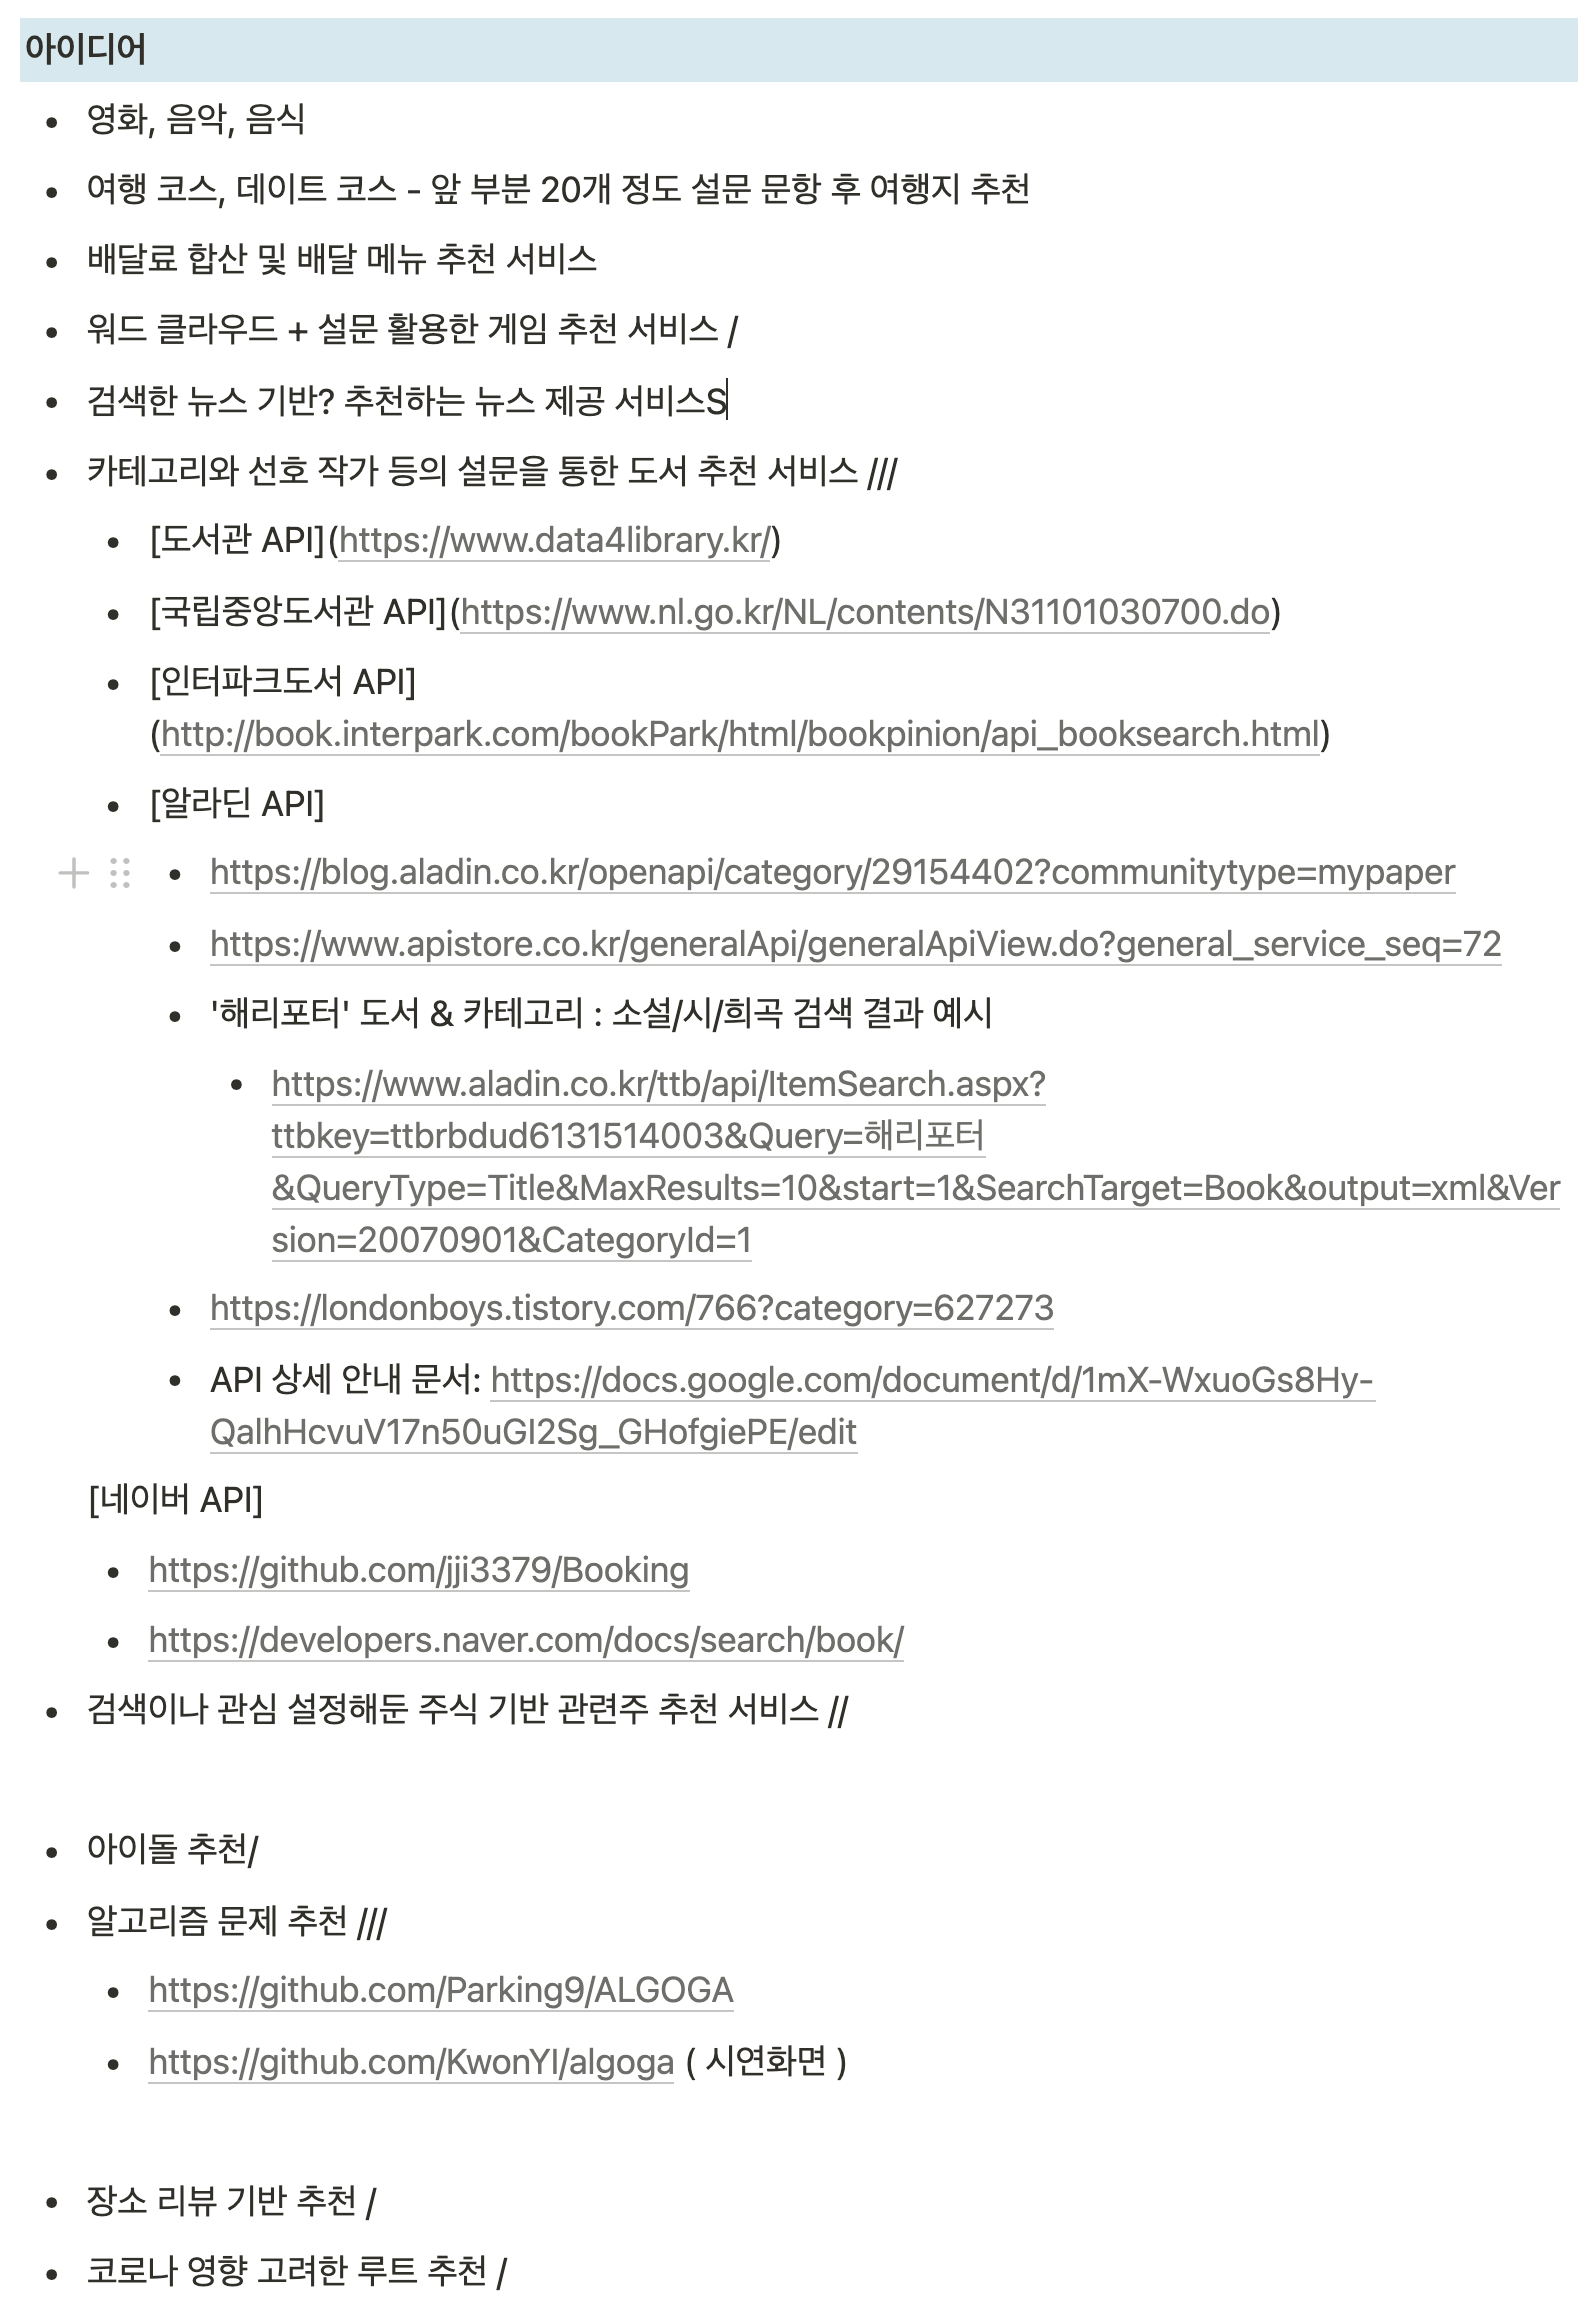 아이디어
영화, 음악, 음식
여행 코스, 데이트 코스 - 앞 부분 20개 정도 설문 문항 후 여행지 추천
배달료 합산 및 배달 메뉴 추천 서비스
워드 클라우드 + 설문 활용한 게임 추천 서비스 /
검색한 뉴스 기반? 추천하는 뉴스 제공 서비스S
카테고리와 선호 작가 등의 설문을 통한 도서 추천 서비스 ///
[도서관 API](https://www.data4library.kr/)
[국립중앙도서관 API](https://www.nl.go.kr/NL/contents/N31101030700.do)
[인터파크도서 API]
(http://book.interpark.com/bookPark/html/bookpinion/api_booksearch.html)
[알라딘 API]
https://blog.aladin.co.kr/openapi/category/29154402?communitytype=mypaper
https://www.apistore.co.kr/generalApi/generalApiView.do?general_service_seq=72
'해리포터' 도서 & 카테고리 : 소설/시/희곡 검색 결과 예시
https://www.aladin.co.kr/ttb/api/ItemSearch.aspx?
ttbkey=ttbrbdud6131514003&Query=해리포터
&QueryType=Title&MaxResults=10&start=1&SearchTarget=Book&output=xml&Ver
sion=20070901&CategoryId=1
https://londonboys.tistory.com/766?category=627273
API 상세 안내 문서: https://docs.google.com/document/d/1mX-WxuoGs8Hy-
QalhHcvuV17n50uGI2Sg_GHofgiePE/edit
[네이버 API]
https://github.com/jji3379/Booking
https://developers.naver.com/docs/search/book/
검색이나 관심 설정해둔 주식 기반 관련주 추천 서비스 //
아이돌 추천/
알고리즘 문제 추천 ///
https://github.com/Parking9/ALGOGA
https://github.com/KwonYI/algoga ( 시연화면 )
장소 리뷰 기반 추천 /
코로나 영향 고려한 루트 추천 /